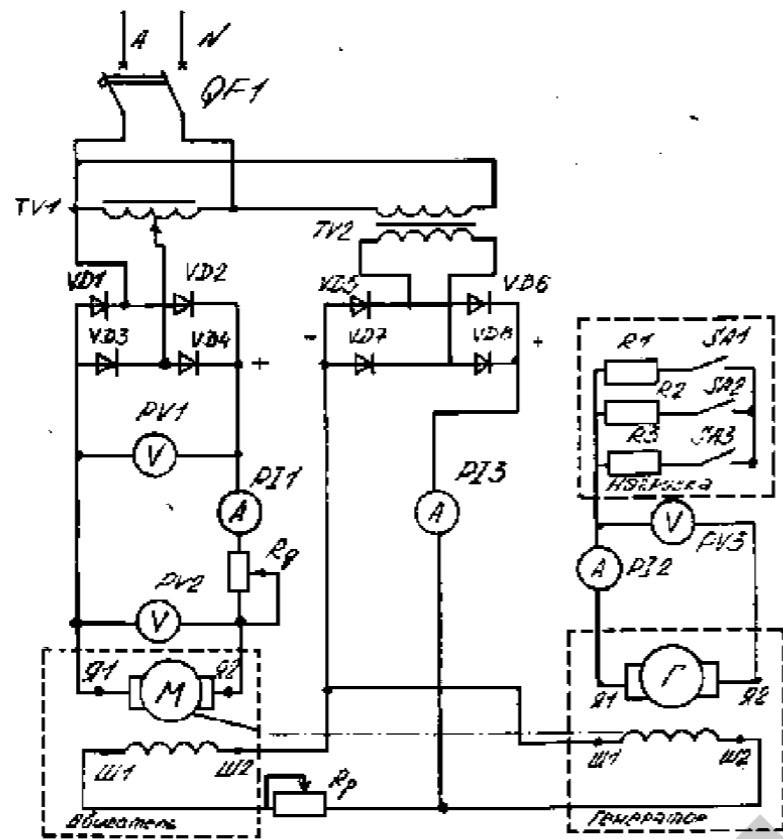 A N
QF1
TV1
TV2
VD1 VD2
VD3 VD4 +
VD5 VD6
- VD7 VD8 +
R1 SA1
R2 SA2
R3 SA3
Нагрузка
PV1
V
PI1
A
PI3
A
V
PV3
A PI2
Rд
PV2
V
Я1 М Я2
Я1 Г Я2
Ш1 Ш2
Rр
Ш1 Ш2
Генератор